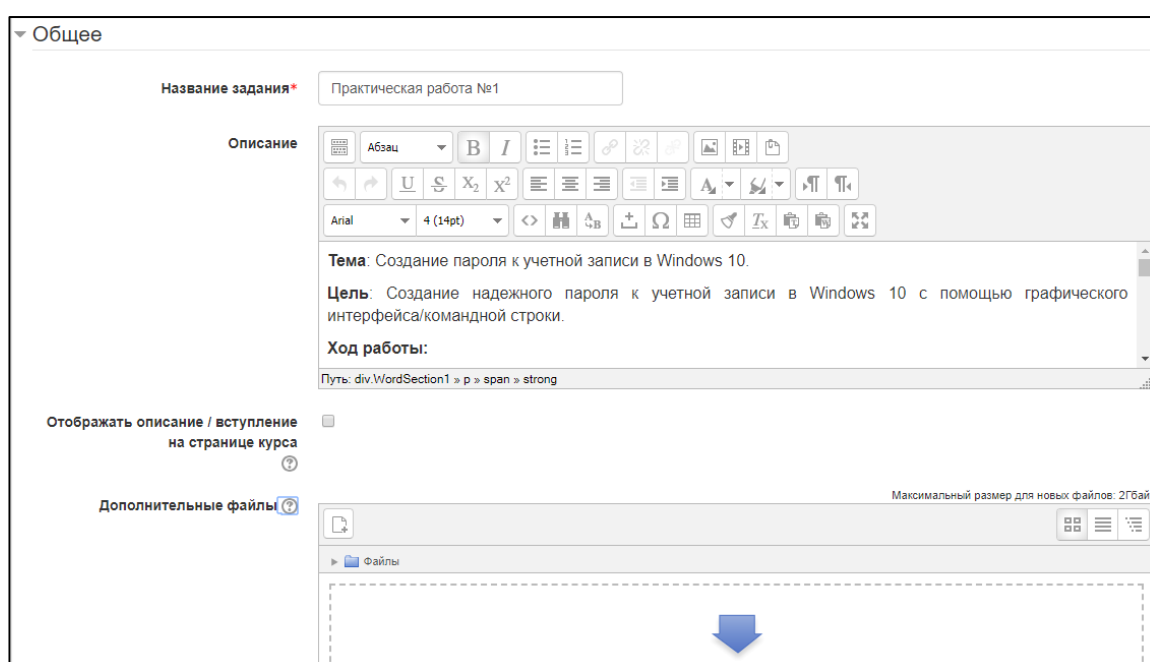 Общее
Название задания*
Практическая работа №1
Описание
Абзац
B I
U S X₂ X²
Arial
4 (14pt)
Тема: Создание пароля к учетной записи в Windows 10.
Цель: Создание надежного пароля к учетной записи в Windows 10 с помощью графического
интерфейса/командной строки.
Ход работы:
Путь: div.WordSection1 » p » span » strong
Отображать описание / вступление
на странице курса
Дополнительные файлы
Максимальный размер для новых файлов: 2Гбай
Файлы